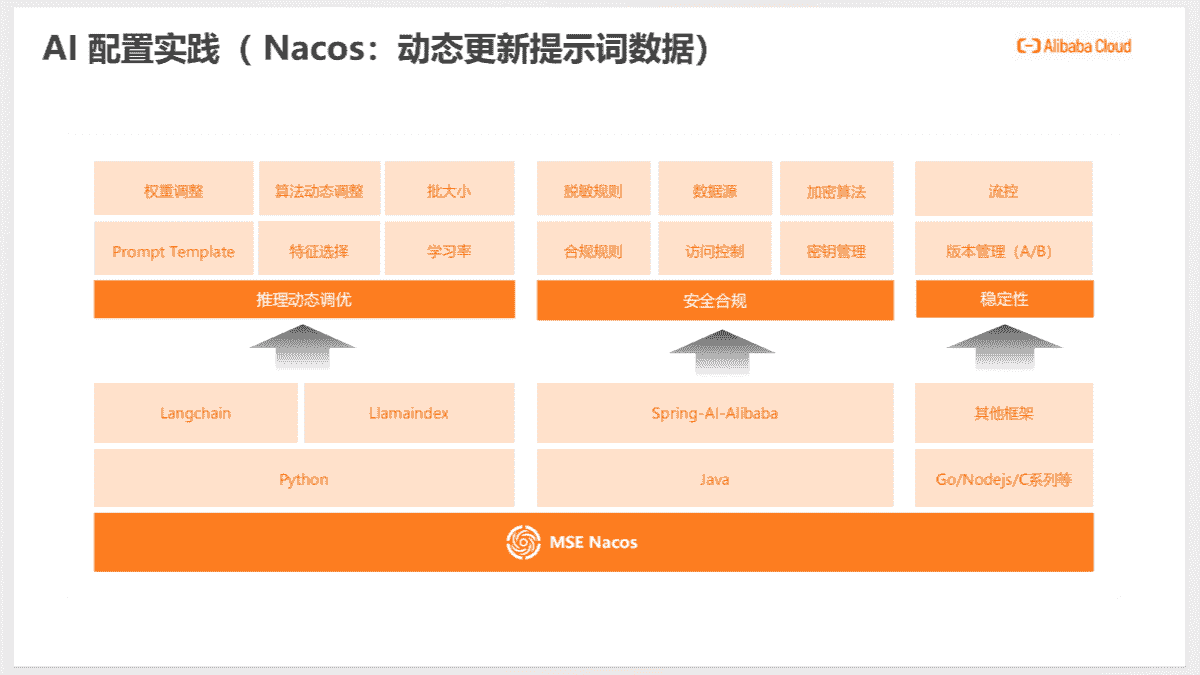 AI 配置实践（ Nacos：动态更新提示词数据）
Alibaba Cloud
权重调整
算法动态调整
批大小
脱敏规则
数据源
加密算法
流控
Prompt Template
特征选择
学习率
合规规则
访问控制
密钥管理
版本管理（A/B）
推理动态调优
安全合规
稳定性
Langchain
Llamaindex
Spring-AI-Alibaba
其他框架
Python
Java
Go/Nodejs/C系列等
MSE Nacos